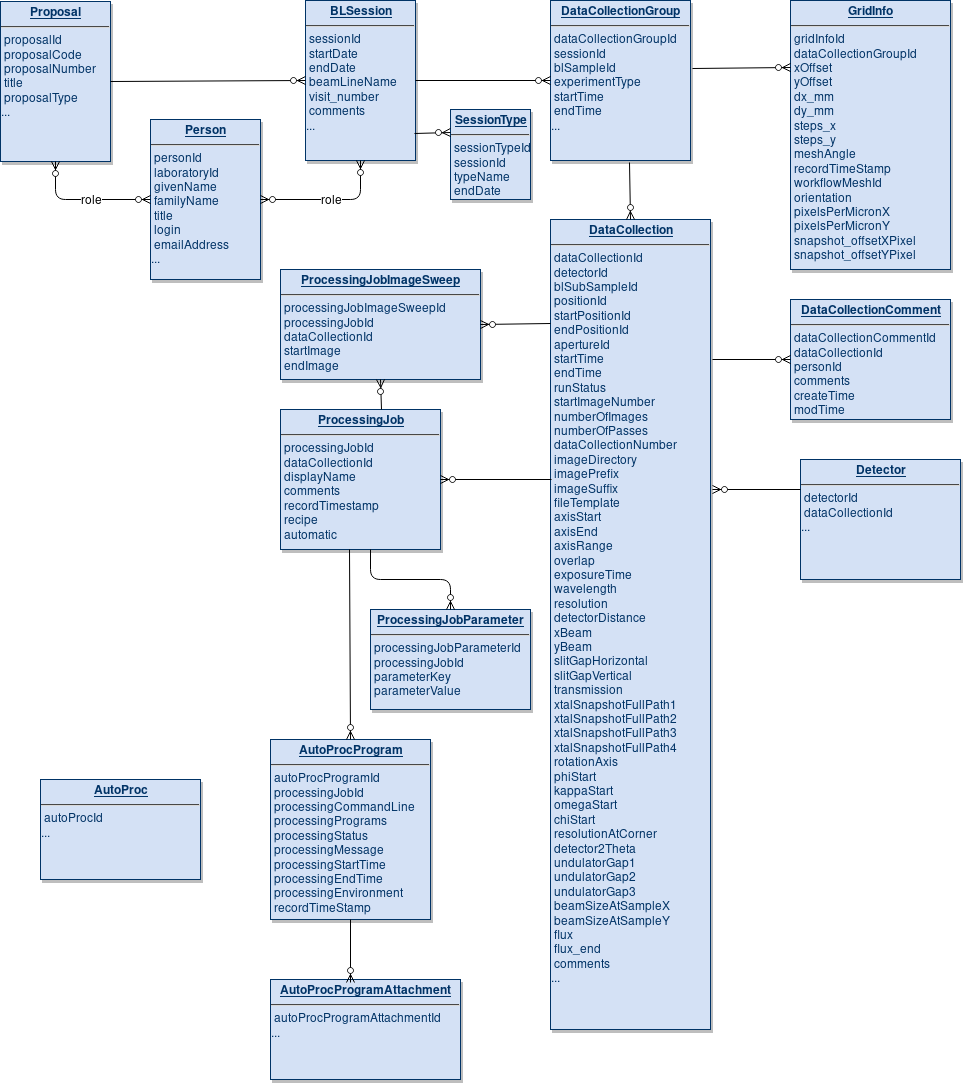 Proposal
proposalId
proposalCode
proposalNumber
title
proposalType
...
BLSession
sessionId
startDate
endDate
beamLineName
visit_number
comments
...
DataCollectionGroup
dataCollectionGroupId
sessionId
blSampleId
experimentType
startTime
endTime
...
GridInfo
gridInfoId
dataCollectionGroupId
xOffset
yOffset
dx_mm
dy_mm
steps_x
steps_y
meshAngle
recordTimeStamp
workflowMeshId
orientation
pixelsPerMicronX
pixelsPerMicronY
snapshot_offsetXPixel
snapshot_offsetYPixel
SessionType
sessionTypeId
sessionId
typeName
endDate
Person
personId
laboratoryId
givenName
familyName
title
login
emailAddress
...
role
role
DataCollection
dataCollectionId
detectorId
blSubSampleId
positionId
startPositionId
endPositionId
apertureId
startTime
endTime
runStatus
startImageNumber
numberOfImages
numberOfPasses
dataCollectionNumber
imageDirectory
imagePrefix
imageSuffix
fileTemplate
axisStart
axisEnd
axisRange
overlap
exposureTime
wavelength
resolution
detectorDistance
xBeam
yBeam
slitGapHorizontal
slitGapVertical
transmission
xtalSnapshotFullPath1
xtalSnapshotFullPath2
xtalSnapshotFullPath3
xtalSnapshotFullPath4
rotationAxis
phiStart
kappaStart
omegaStart
chiStart
resolutionAtCorner
detector2Theta
undulatorGap1
undulatorGap2
undulatorGap3
beamSizeAtSampleX
beamSizeAtSampleY
flux
flux_end
comments
...
ProcessingJobImageSweep
processingJobImageSweepId
processingJobId
dataCollectionId
startImage
endImage
DataCollectionComment
dataCollectionCommentId
dataCollectionId
personId
comments
createTime
modTime
ProcessingJob
processingJobId
dataCollectionId
displayName
comments
recordTimestamp
recipe
automatic
Detector
detectorId
dataCollectionId
...
ProcessingJobParameter
processingJobParameterId
processingJobId
parameterKey
parameterValue
AutoProcProgram
autoProcProgramId
processingJobId
processingCommandLine
processingPrograms
processingStatus
processingMessage
processingStartTime
processingEndTime
processingEnvironment
recordTimeStamp
AutoProc
autoProcId
...
AutoProcProgramAttachment
autoProcProgramAttachmentId
...